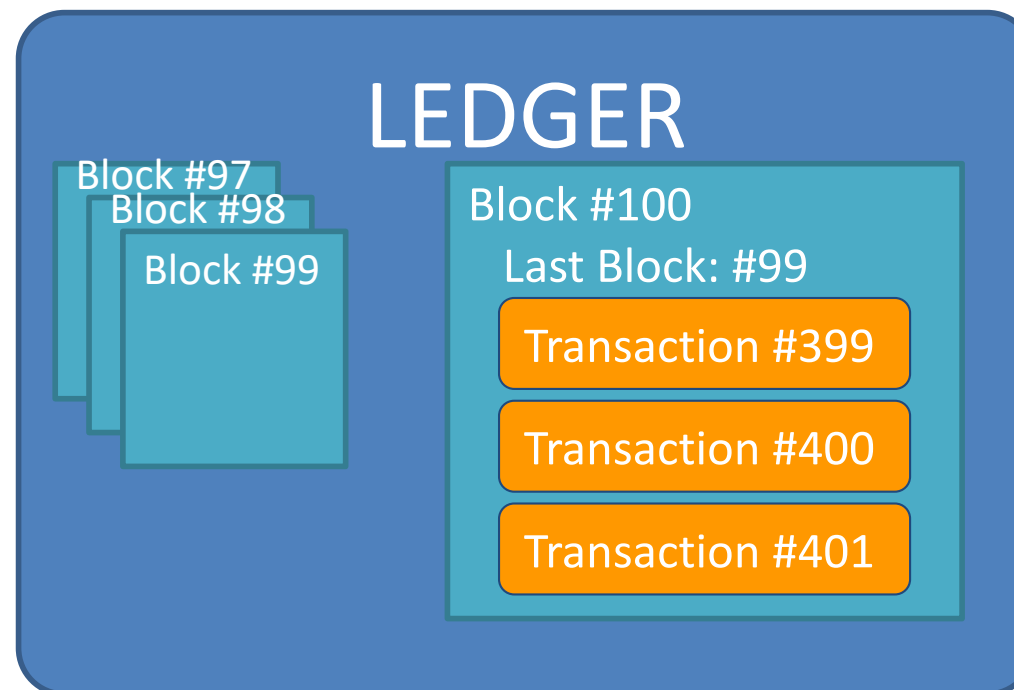 LEDGER
Block #97
Block #98
Block #99
Block #100
Last Block: #99
Transaction #399
Transaction #400
Transaction #401